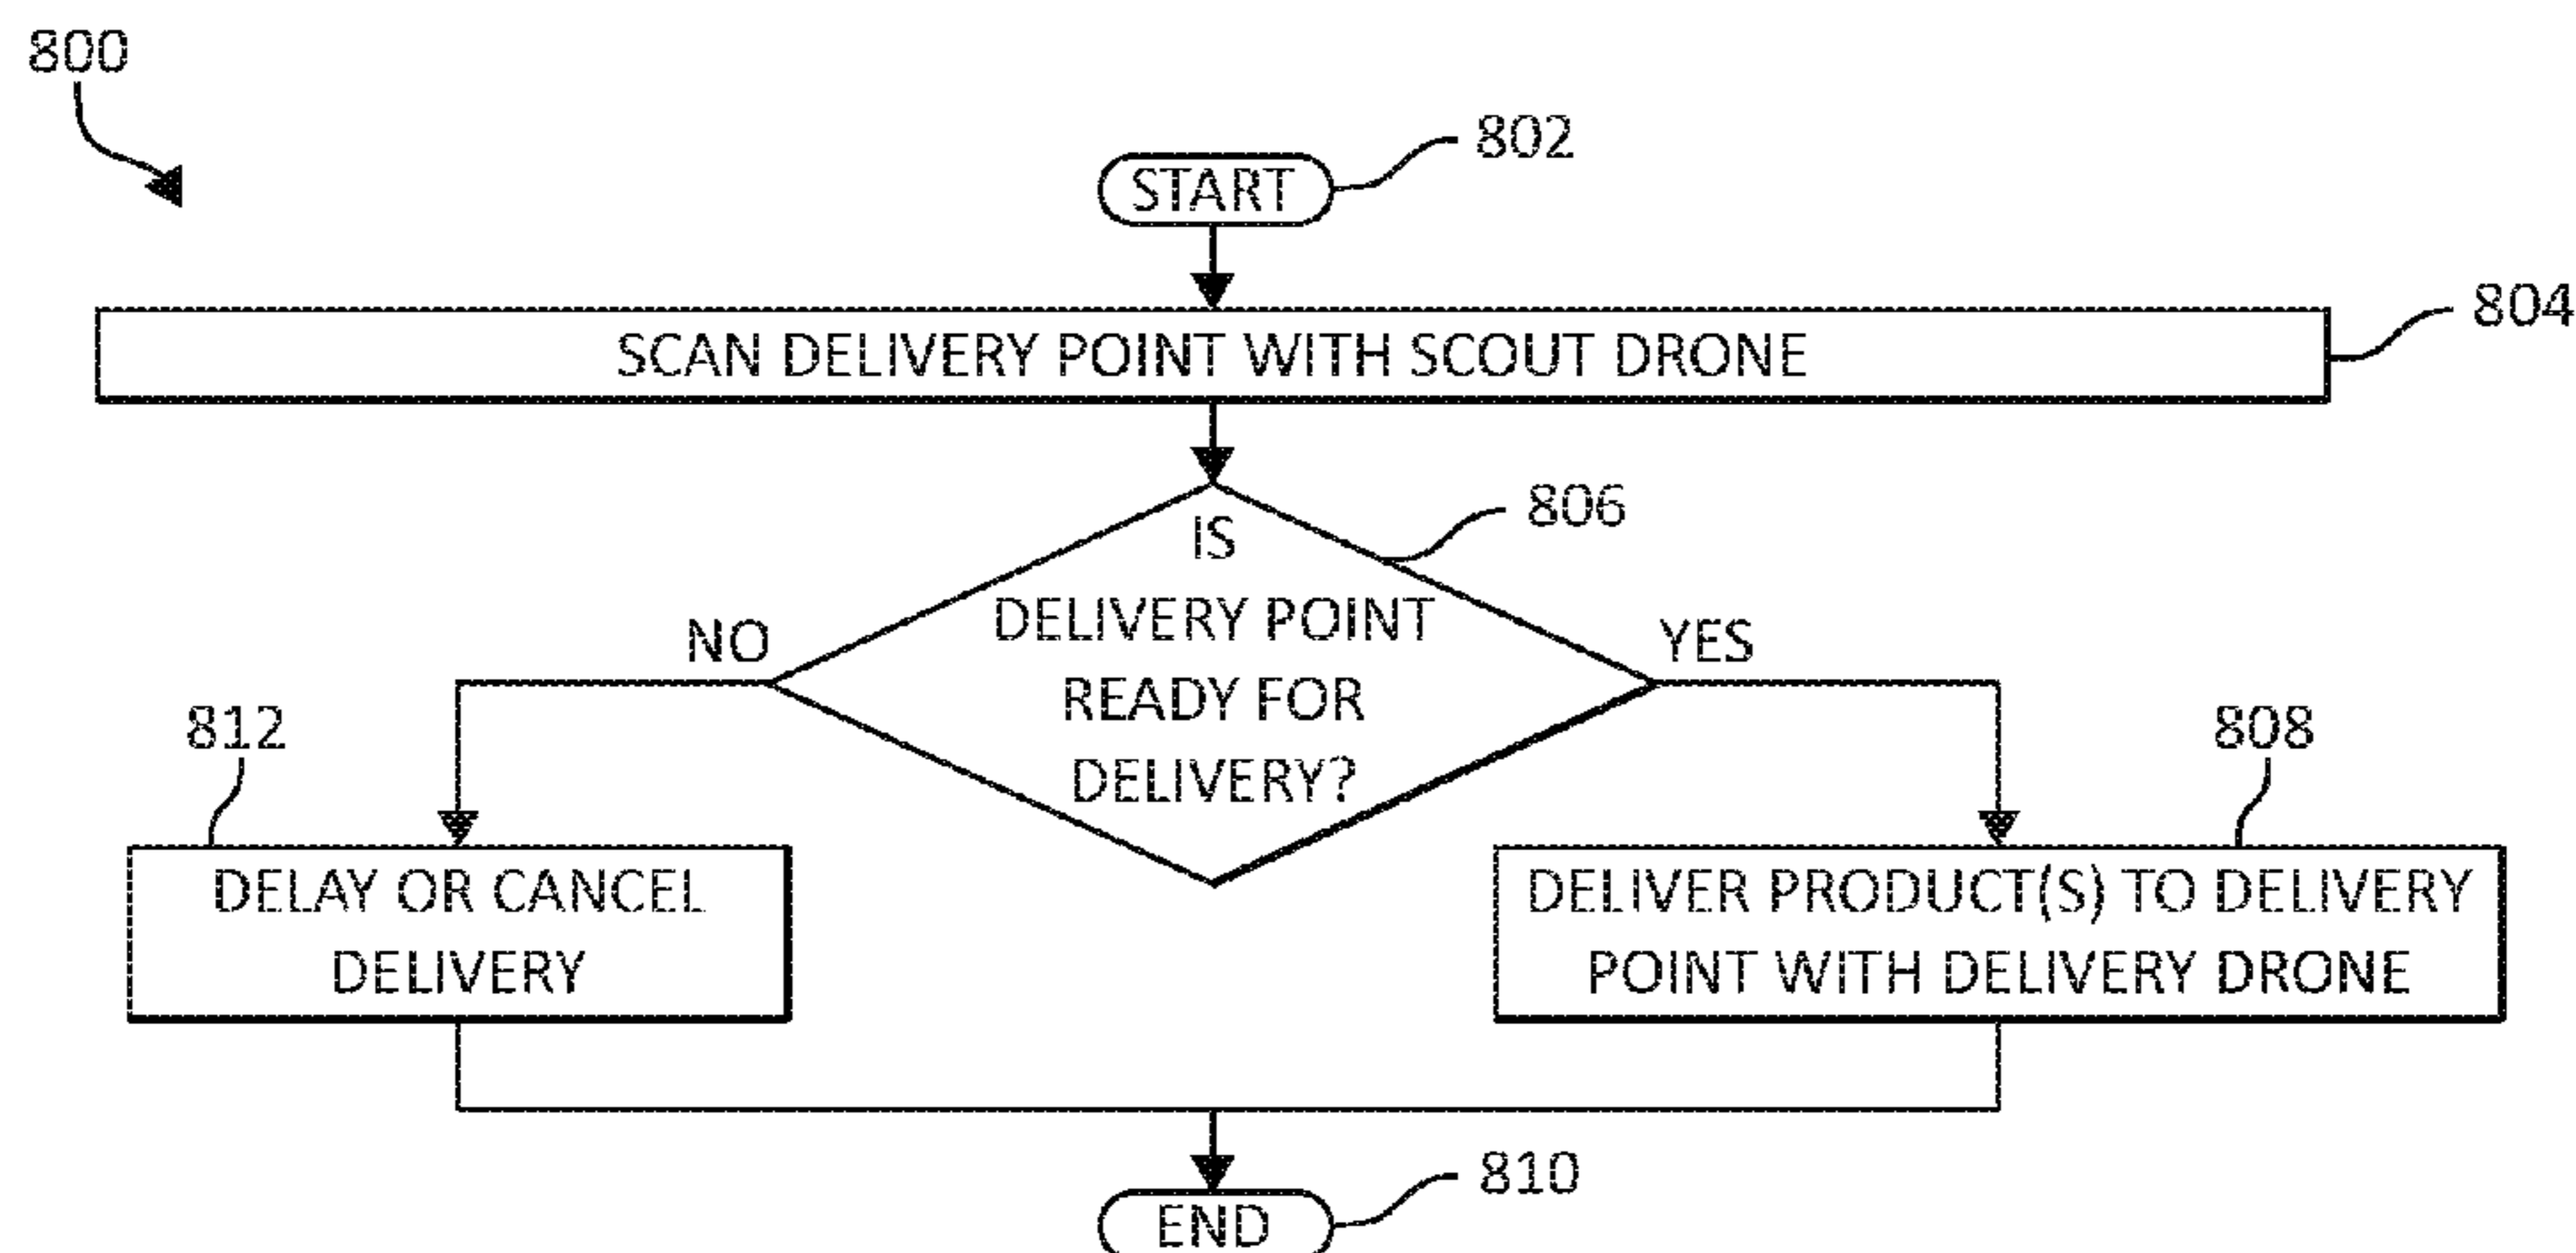 800
802
START
804
SCAN DELIVERY POINT WITH SCOUT DRONE
806
IS
DELIVERY POINT
READY FOR
DELIVERY?
NO
YES
812
808
DELAY OR CANCEL
DELIVERY
DELIVER PRODUCT(S) TO DELIVERY
POINT WITH DELIVERY DRONE
810
END